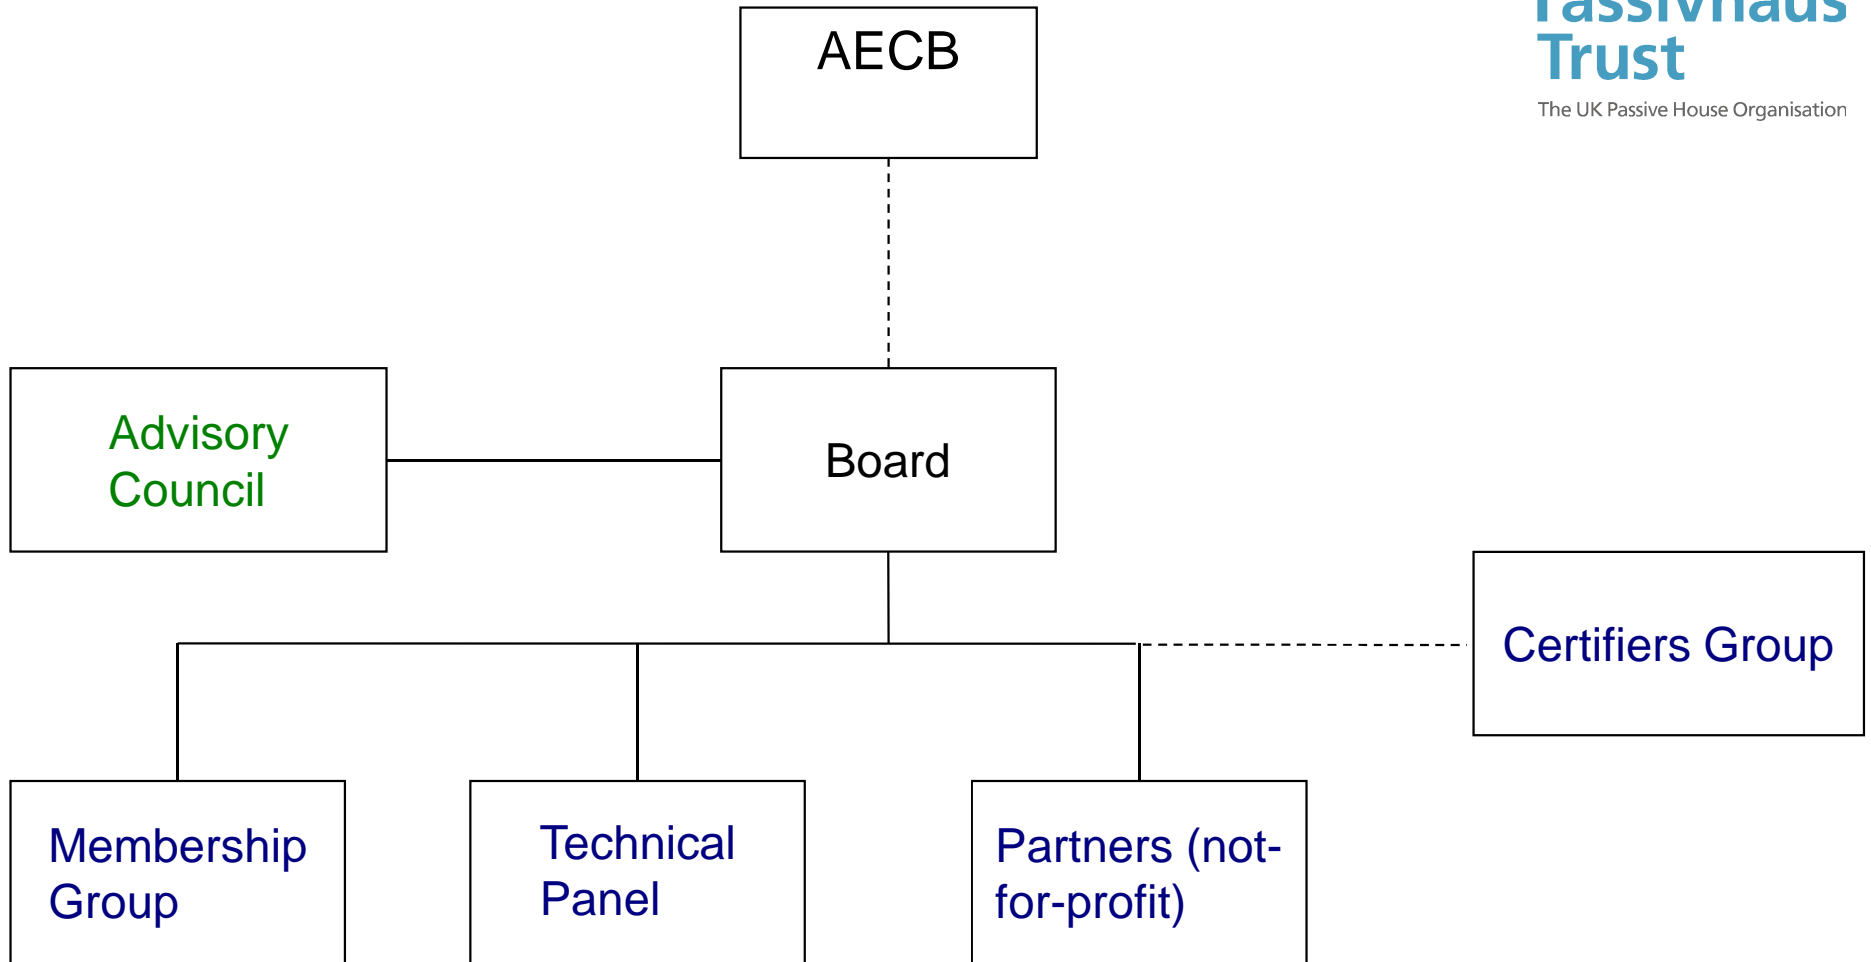 AECB
Passivhaus
Trust
The UK Passive House Organisation
Advisory
Council
Board
Certifiers Group
Membership
Group
Technical
Panel
Partners (not-
for-profit)